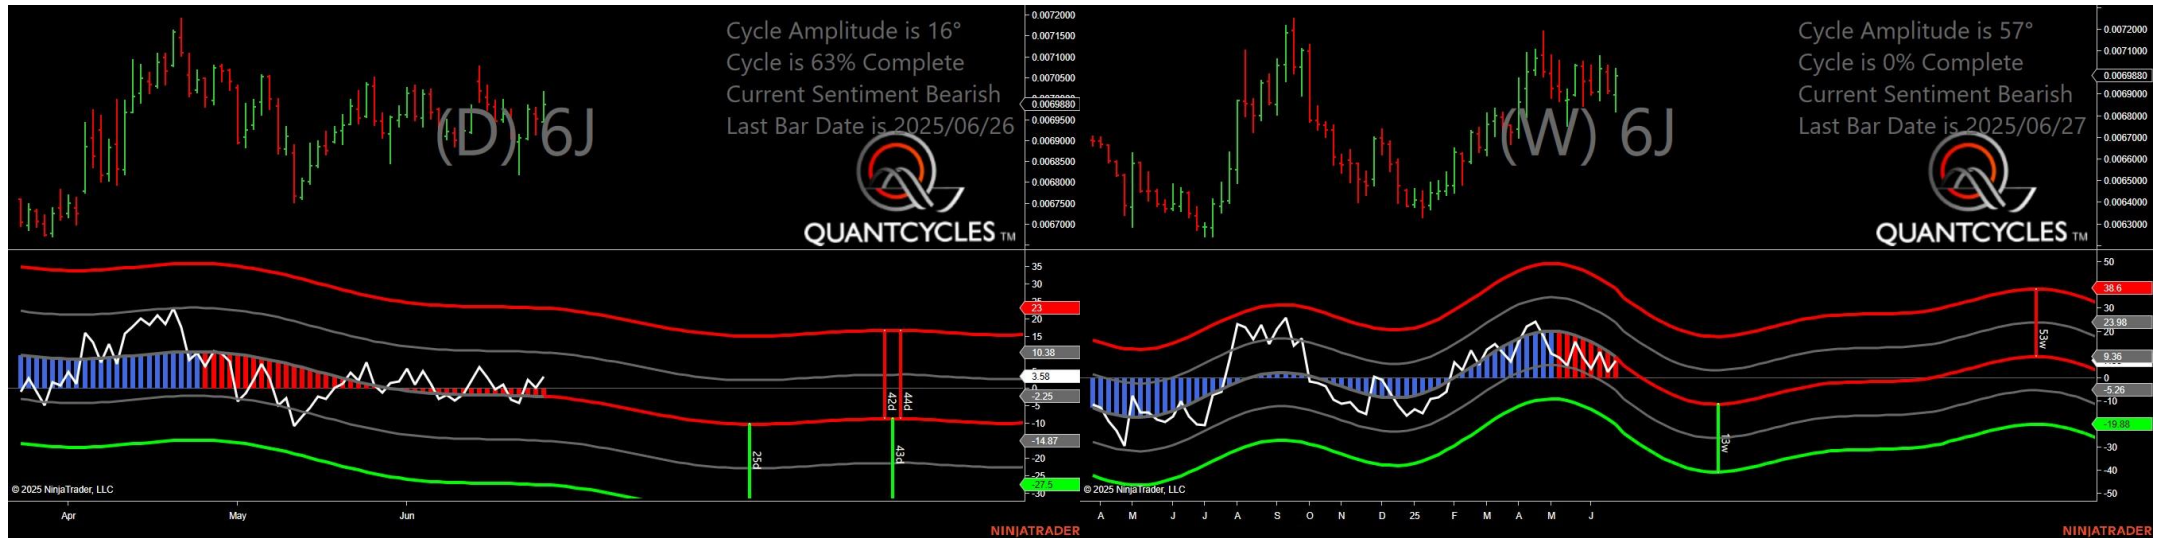 Cycle Amplitude is 16°
Cycle is 63% Complete
Current Sentiment Bearish
Last Bar Date is 2025/06/26
(D) 6J
QUANTCYCLES TM
0.0072000
0.0071500
0.0071000
0.0070500
0.0069880
0.0069500
0.0069000
0.0068500
0.0068000
0.0067500
0.0067000
35
30
23
20
15
10.38
3.58
-2.25
-5
-10
-14.87
-20
-25
-27.5
-30
25d
42d
44d
43d
© 2025 NinjaTrader, LLC
Apr
May
Jun
NINJATRADER
Cycle Amplitude is 57°
Cycle is 0% Complete
Current Sentiment Bearish
Last Bar Date is 2025/06/27
(W) 6J
QUANTCYCLES TM
0.0072000
0.0071000
0.0069880
0.0069000
0.0068000
0.0067000
0.0066000
0.0065000
0.0064000
0.0063000
50
38.6
30
23.98
20
9.36
0
-5.26
-10
-19.88
-30
-40
-50
13w
53w
© 2025 NinjaTrader, LLC
A
M
J
J
A
S
O
N
D
25
F
M
A
M
J
NINJATRADER